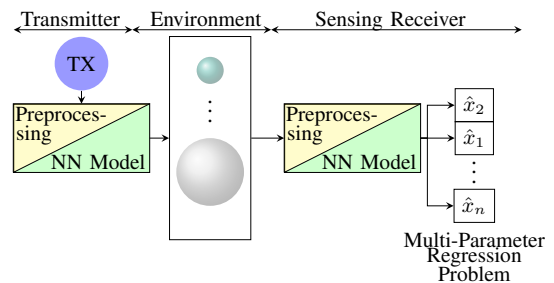 Transmitter Environment Sensing Receiver
TX
Preproces-
sing
NN Model
Preproces-
sing
NN Model
x̂₂
x̂₁
x̂ₙ
Multi-Parameter
Regression
Problem